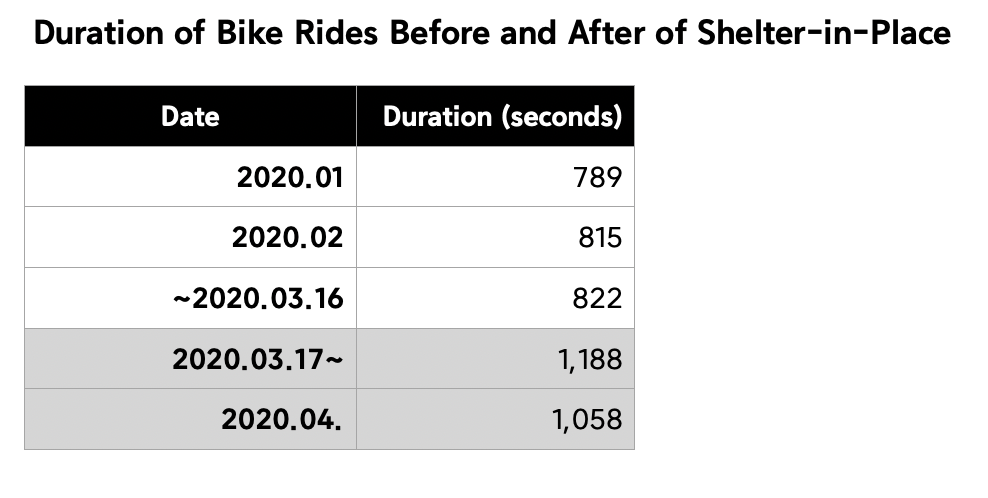 Duration of Bike Rides Before and After of Shelter-in-Place
Date Duration (seconds)
2020.01 789
2020.02 815
~2020.03.16 822
2020.03.17~ 1,188
2020.04. 1,058